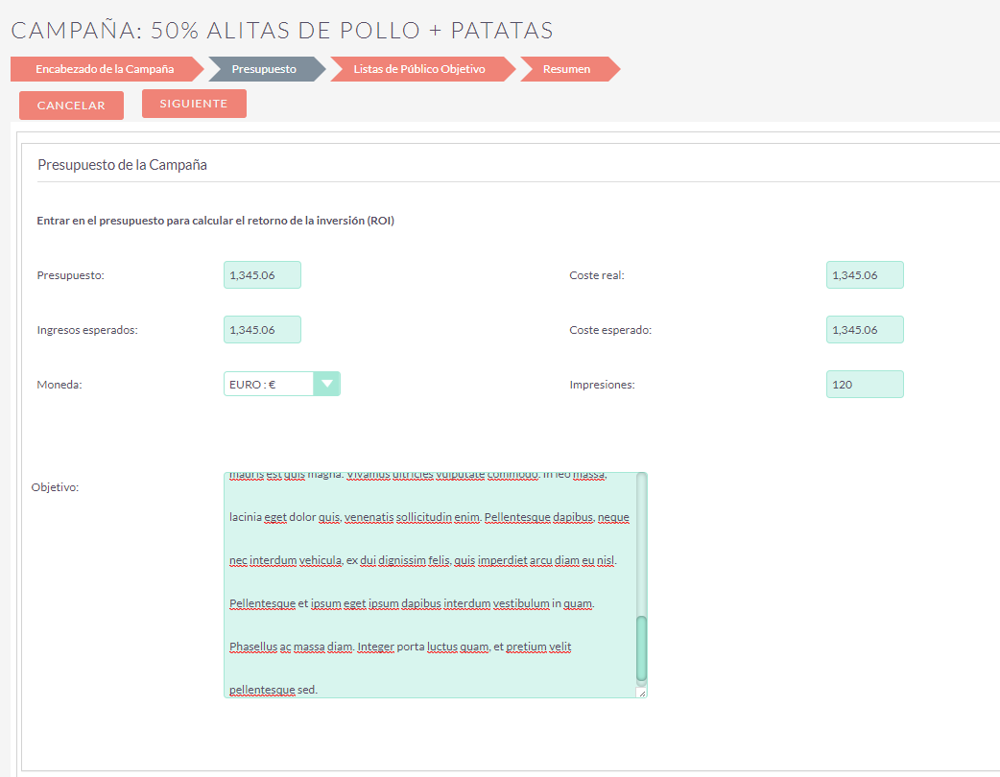 CAMPAÑA: 50% ALITAS DE POLLO + PATATAS
Encabezado de la Campaña Presupuesto Listas de Público Objetivo Resumen
CANCELAR SIGUIENTE
Presupuesto de la Campaña
Entrar en el presupuesto para calcular el retorno de la inversión (ROI)
Presupuesto: 1,345.06 Coste real: 1,345.06
Ingresos esperados: 1,345.06 Coste esperado: 1,345.06
Moneda: EURO : € Impresiones: 120
Objetivo:
mauris est quis magna. Vivamus ultricies vulputate commodo. In leo massa,
lacinia eget dolor quis, venenatis sollicitudin enim. Pellentesque dapibus, neque
nec interdum vehicula, ex dui dignissim felis, quis imperdiet arcu diam eu nisl.
Pellentesque et ipsum eget ipsum dapibus interdum vestibulum in quam.
Phasellus ac massa diam. Integer porta luctus quam, et pretium velit
pellentesque sed.